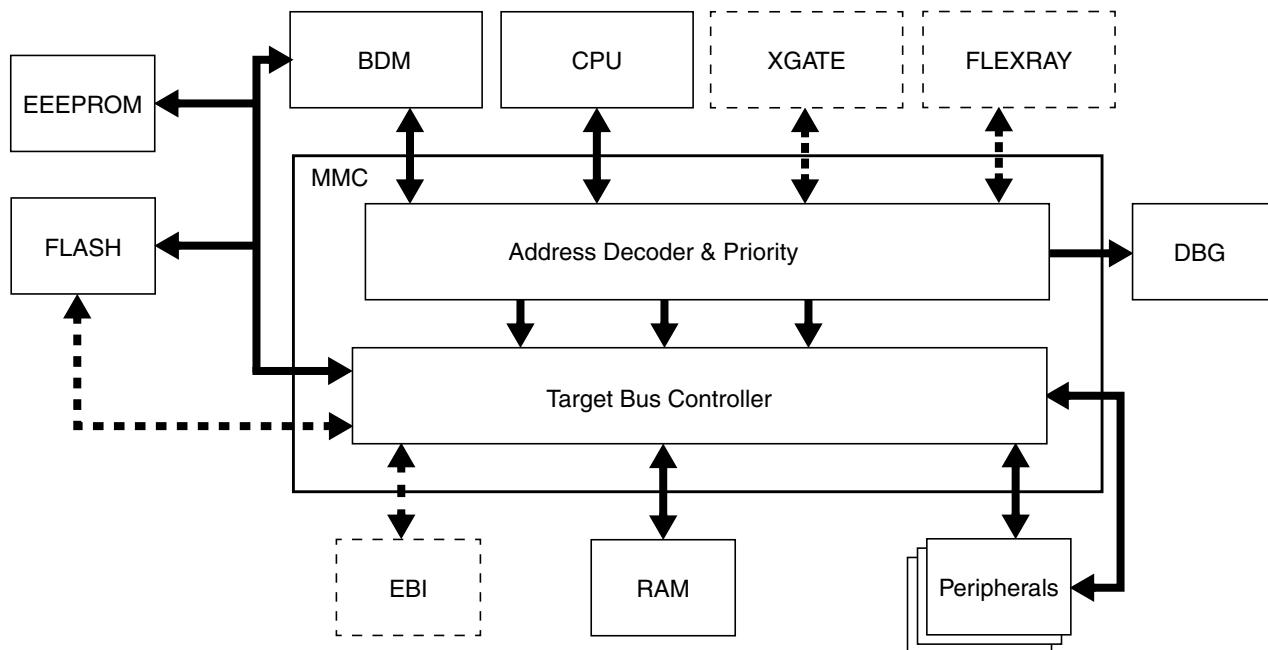 BDM
CPU
XGATE
FLEXRAY
EEEPROM
MMC
FLASH
Address Decoder & Priority
DBG
Target Bus Controller
EBI
RAM
Peripherals